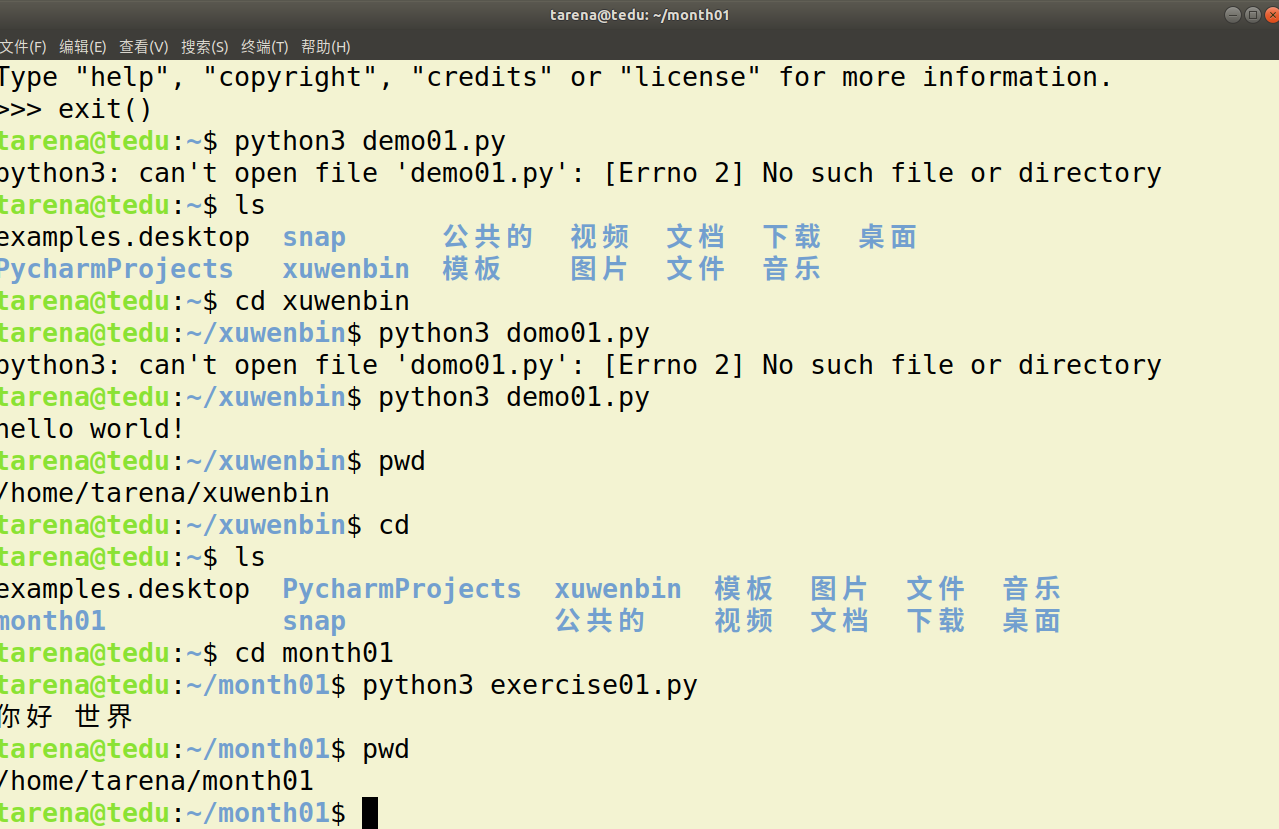 tarena@tedu: ~/month01
文件(F) 编辑(E) 查看(V) 搜索(S) 终端(T) 帮助(H)
Type "help", "copyright", "credits" or "license" for more information.
>>> exit()
tarena@tedu:~$ python3 demo01.py
python3: can't open file 'demo01.py': [Errno 2] No such file or directory
tarena@tedu:~$ ls
examples.desktop  snap      公共的  视频  文档  下载  桌面
PycharmProjects   xuwenbin  模板    图片  文件  音乐
tarena@tedu:~$ cd xuwenbin
tarena@tedu:~/xuwenbin$ python3 domo01.py
python3: can't open file 'domo01.py': [Errno 2] No such file or directory
tarena@tedu:~/xuwenbin$ python3 demo01.py
hello world!
tarena@tedu:~/xuwenbin$ pwd
/home/tarena/xuwenbin
tarena@tedu:~/xuwenbin$ cd
tarena@tedu:~$ ls
examples.desktop  PycharmProjects  xuwenbin  模板  图片  文件  音乐
month01           snap             公共的    视频  文档  下载  桌面
tarena@tedu:~$ cd month01
tarena@tedu:~/month01$ python3 exercise01.py
你好 世界
tarena@tedu:~/month01$ pwd
/home/tarena/month01
tarena@tedu:~/month01$